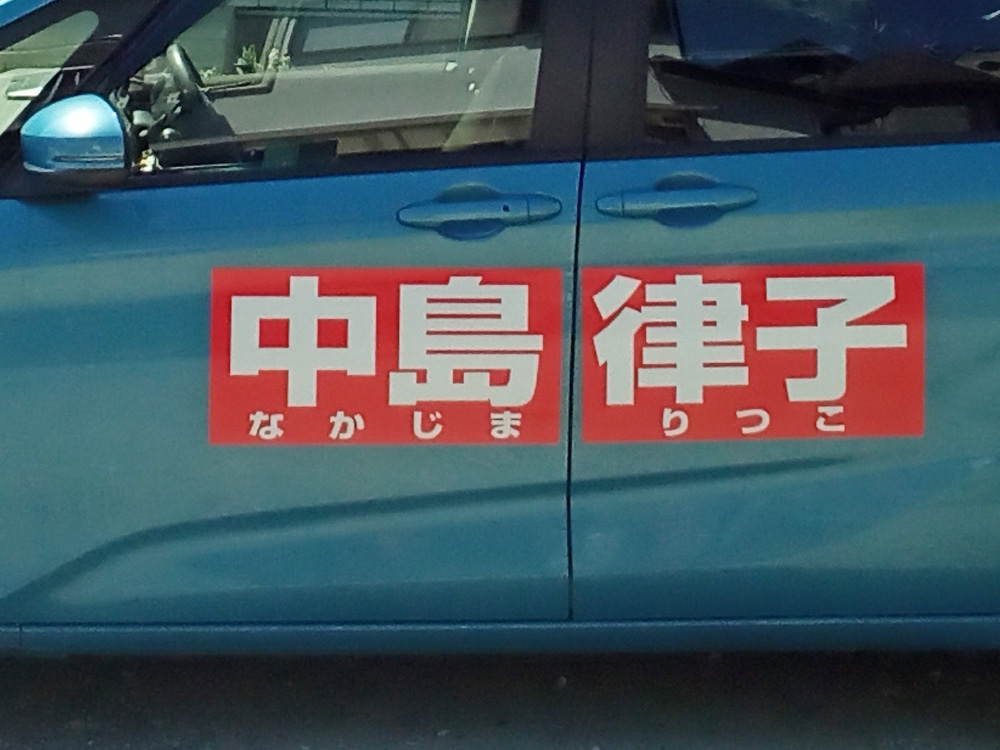 中島 律子
なかじま りつこ